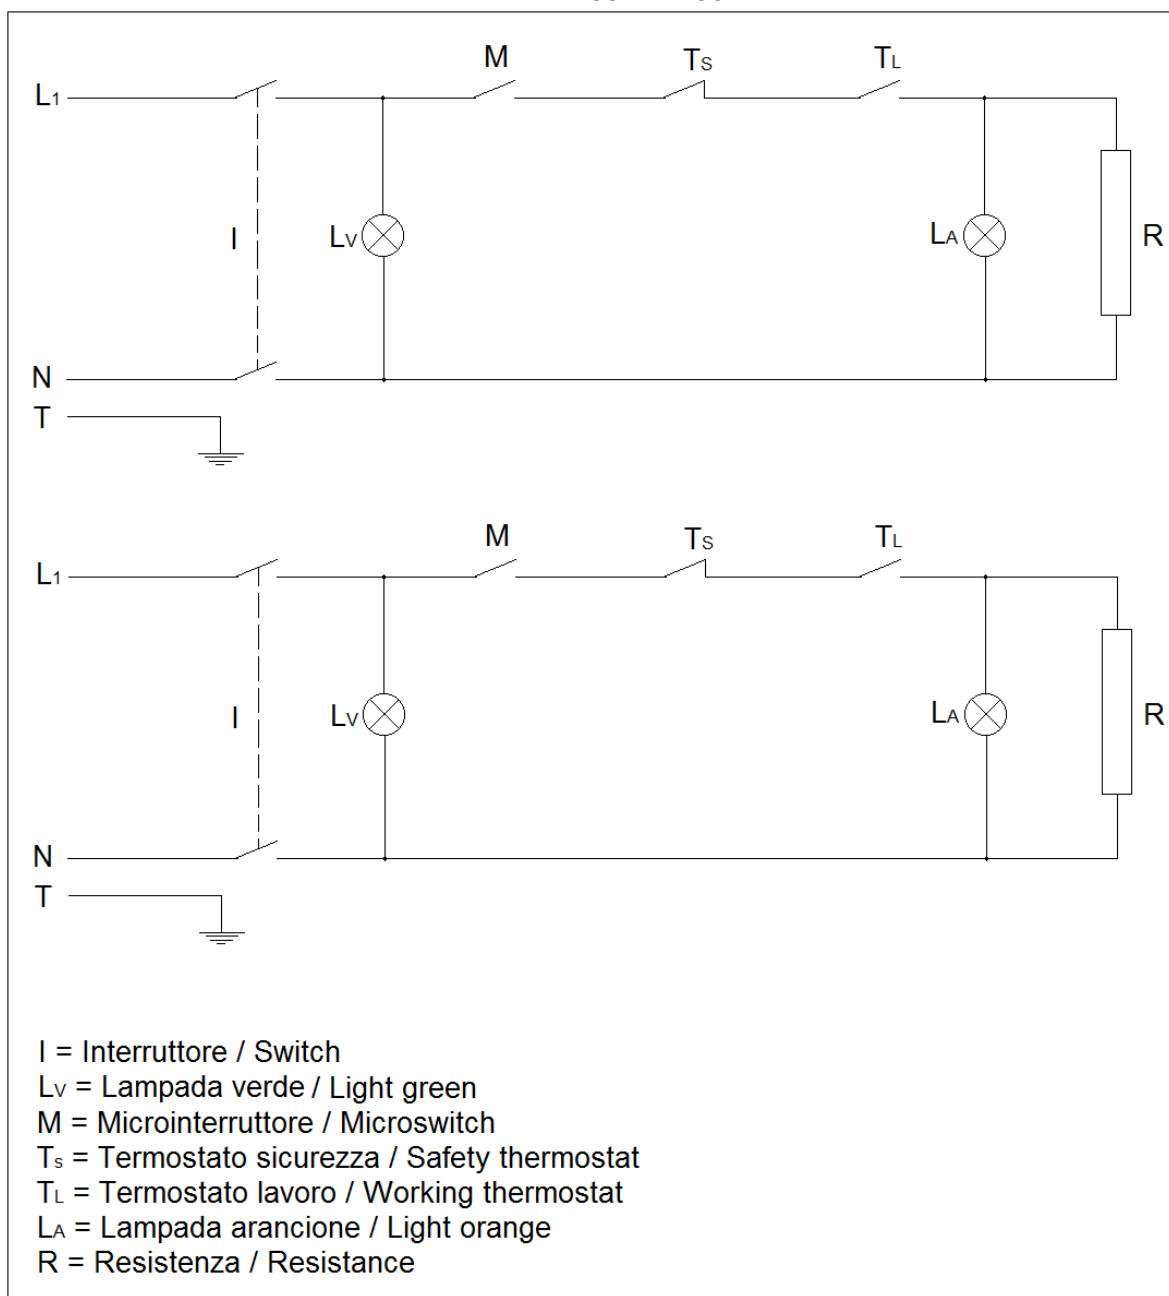 M TS TL
L1
I LV LA R
N
T
M TS TL
L1
I LV LA R
N
T
I = Interruttore / Switch
LV = Lampada verde / Light green
M = Microinterruttore / Microswitch
Ts = Termostato sicurezza / Safety thermostat
TL = Termostato lavoro / Working thermostat
LA = Lampada arancione / Light orange
R = Resistenza / Resistance